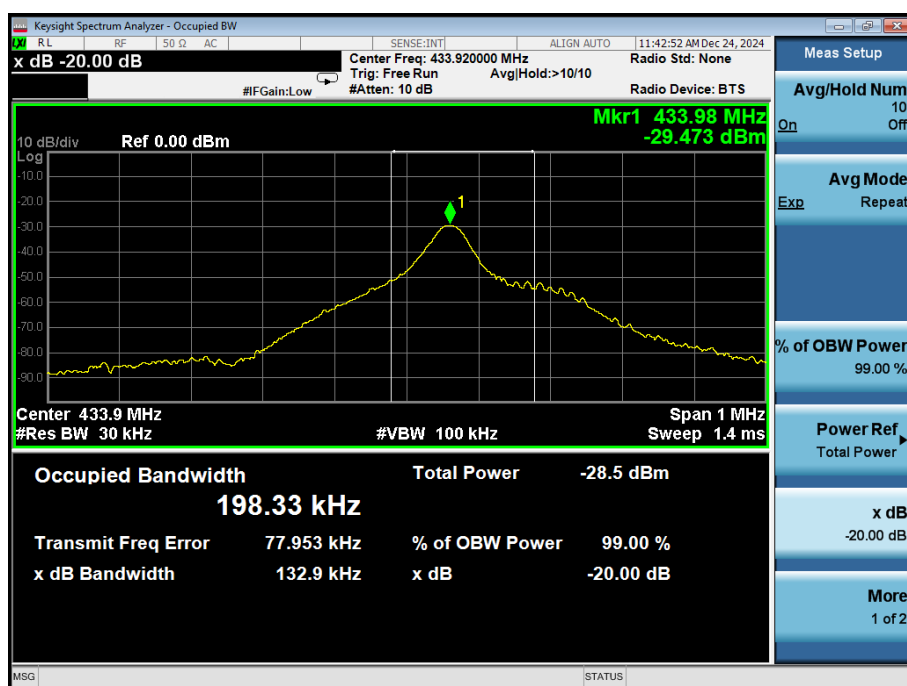 Keysight Spectrum Analyzer - Occupied BW
LXI RL RF 50 Ω AC SENSE:INT ALIGN AUTO 11:42:52 AM Dec 24, 2024
x dB -20.00 dB
Center Freq: 433.920000 MHz Radio Std: None
Trig: Free Run Avg|Hold:>10/10
#IFGain:Low #Atten: 10 dB Radio Device: BTS
Mkr1 433.98 MHz
-29.473 dBm
10 dB/div Ref 0.00 dBm
Log
-10.0
-20.0
1
-30.0
-40.0
-50.0
-60.0
-70.0
-80.0
-90.0
Center 433.9 MHz Span 1 MHz
#Res BW 30 kHz #VBW 100 kHz Sweep 1.4 ms
Occupied Bandwidth Total Power -28.5 dBm
198.33 kHz
Transmit Freq Error 77.953 kHz % of OBW Power 99.00 %
x dB Bandwidth 132.9 kHz x dB -20.00 dB
MSG STATUS
Meas Setup
Avg/Hold Num
10
On Off
Avg Mode
Exp Repeat
% of OBW Power
99.00 %
Power Ref
Total Power
x dB
-20.00 dB
More
1 of 2